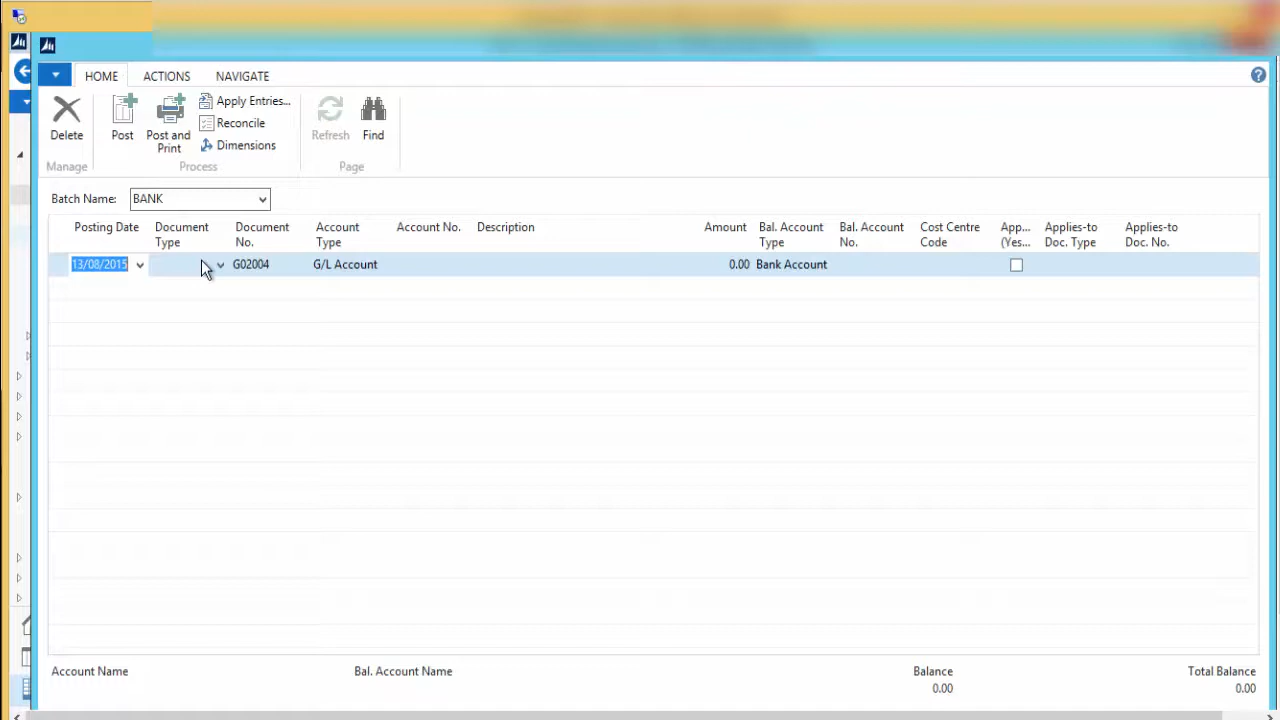 HOME ACTIONS NAVIGATE
Delete
Post
Post and Print
Apply Entries...
Reconcile
Dimensions
Refresh
Find
Manage Process Page
Batch Name: BANK
Posting Date Document Type Document No. Account Type Account No. Description Amount Bal. Account Type Bal. Account No. Cost Centre Code App... (Yes... Applies-to Doc. Type Applies-to Doc. No.
13/08/2015 G02004 G/L Account 0.00 Bank Account
Account Name Bal. Account Name Balance Total Balance
0.00 0.00